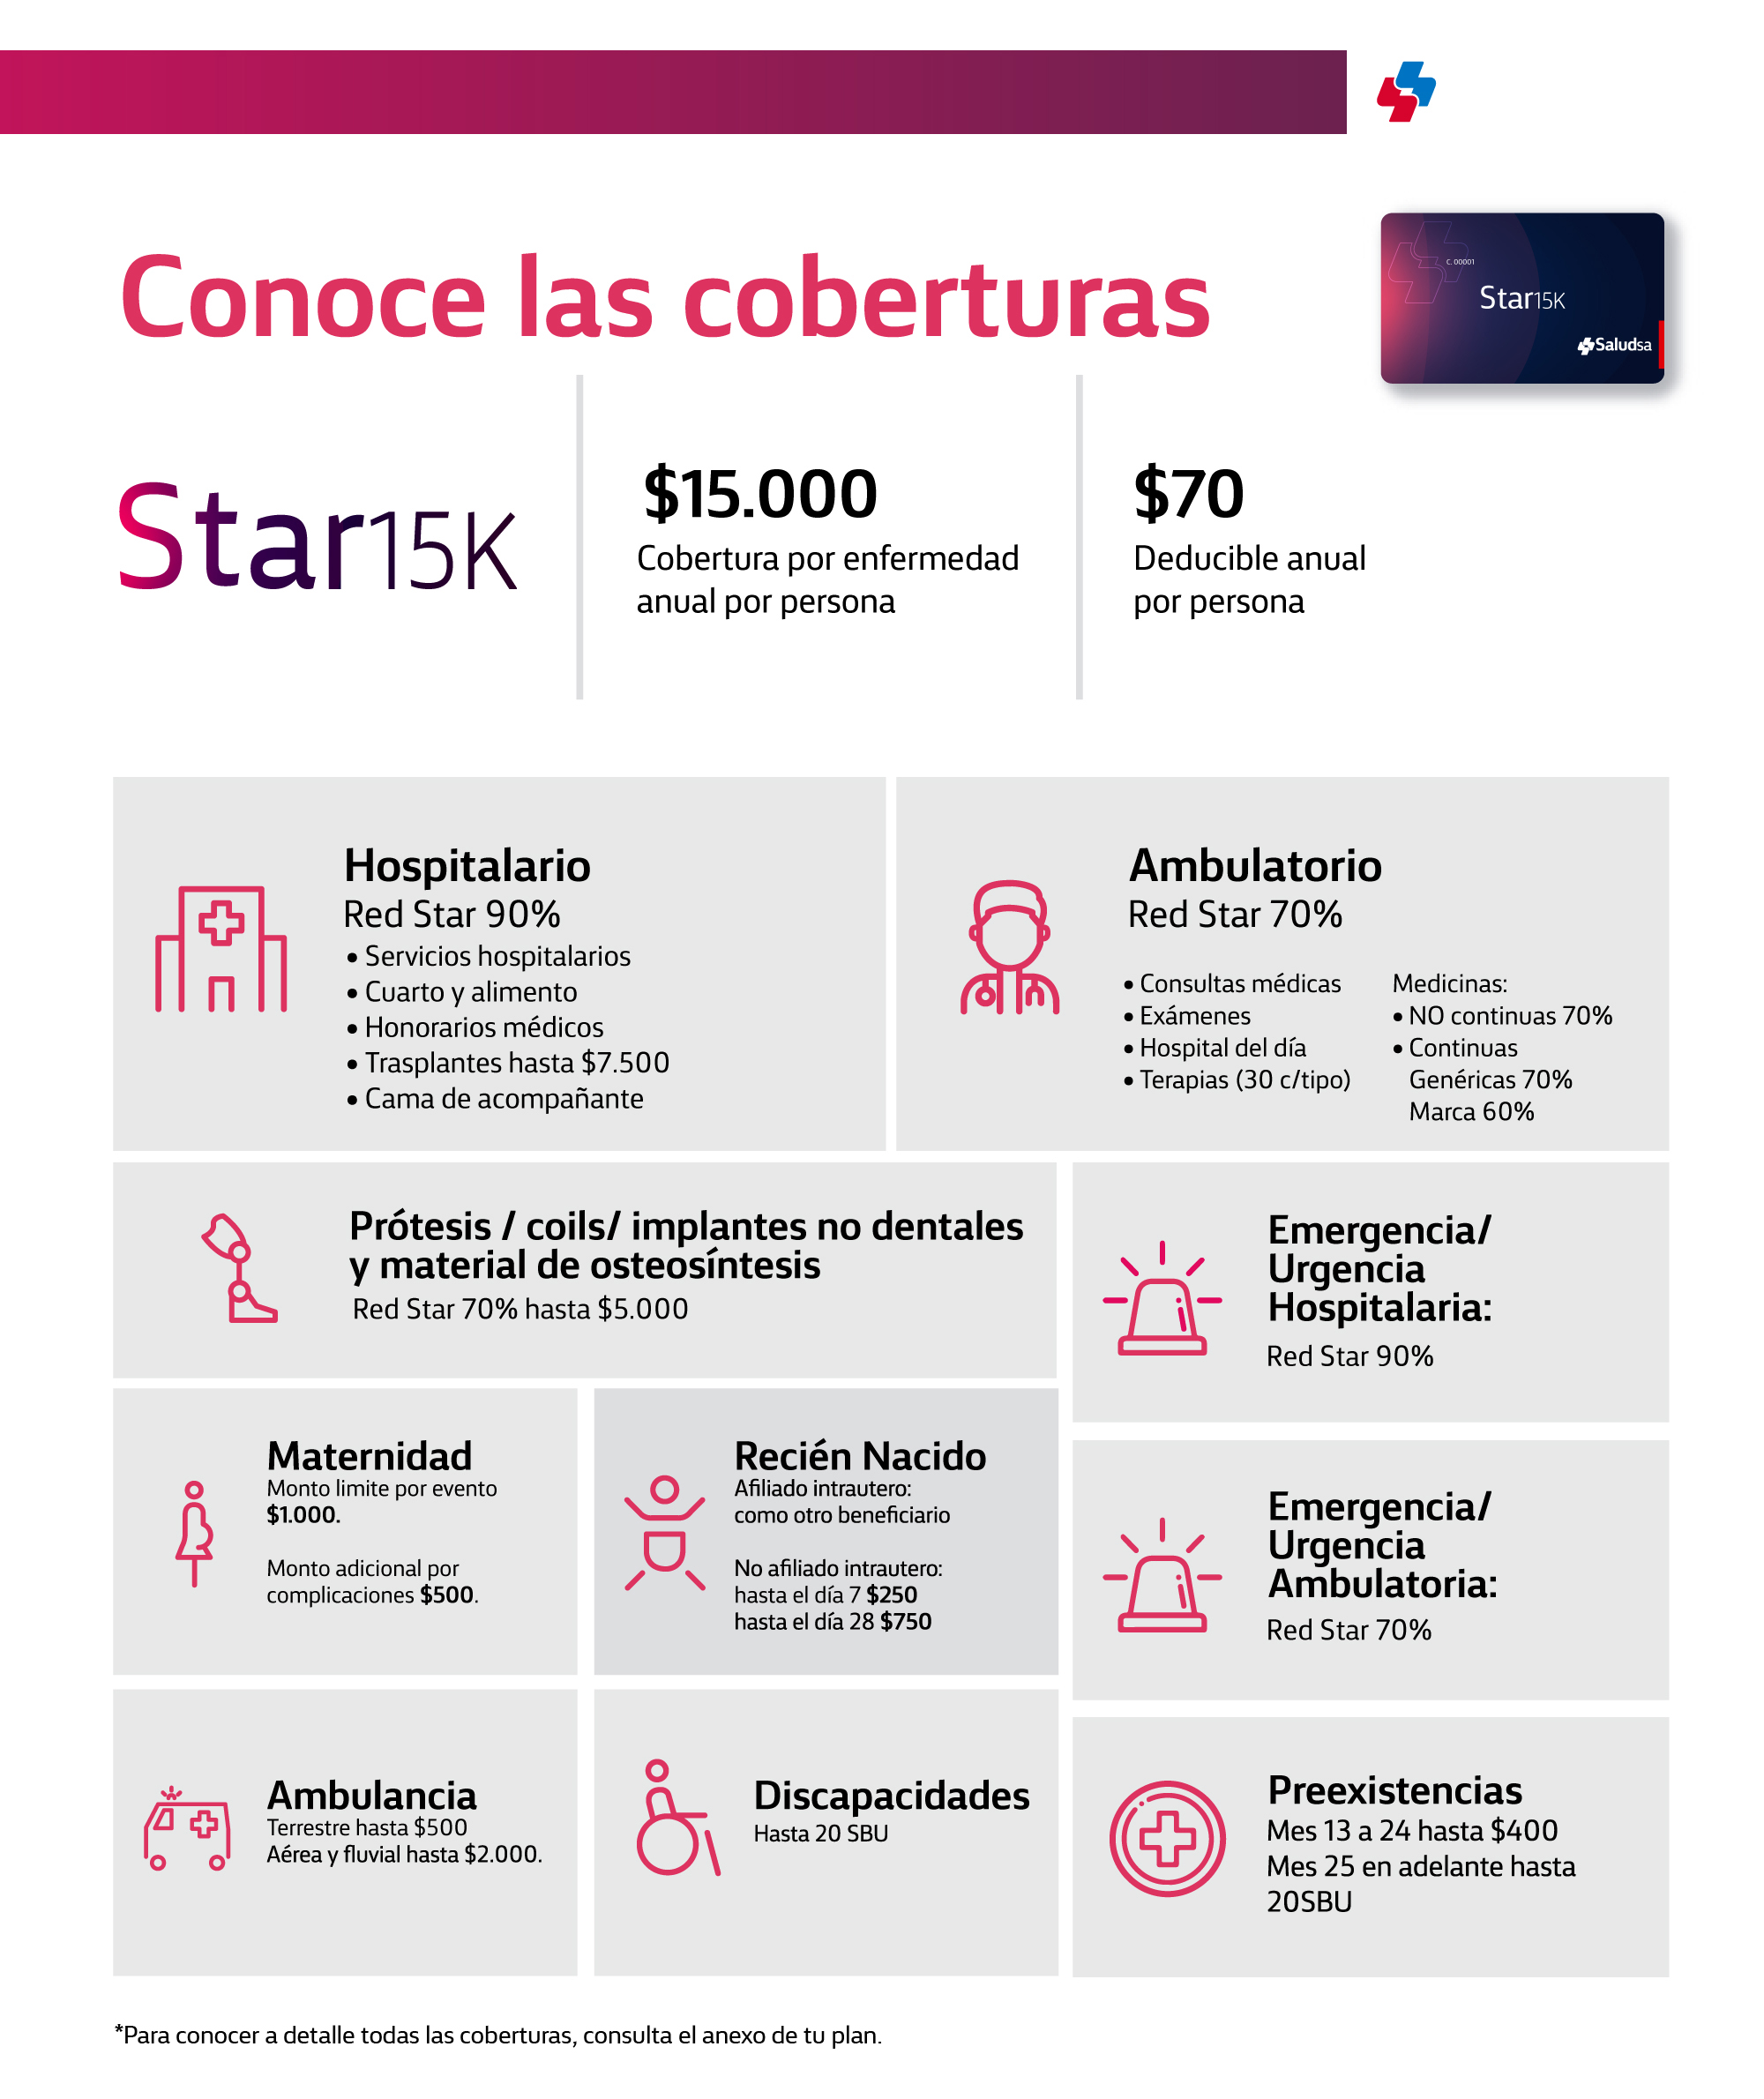 Conoce las coberturas
C. 00001
Star15K
Saludsa
Star15K
$15.000
Cobertura por enfermedad
anual por persona
$70
Deducible anual
por persona
Hospitalario
Red Star 90%
• Servicios hospitalarios
• Cuarto y alimento
• Honorarios médicos
• Trasplantes hasta $7.500
• Cama de acompañante
Ambulatorio
Red Star 70%
• Consultas médicas
• Exámenes
• Hospital del día
• Terapias (30 c/tipo)
Medicinas:
• NO continuas 70%
• Continuas
Genéricas 70%
Marca 60%
Prótesis / coils/ implantes no dentales
y material de osteosíntesis
Red Star 70% hasta $5.000
Emergencia/
Urgencia
Hospitalaria:
Red Star 90%
Maternidad
Monto limite por evento
$1.000.
Monto adicional por
complicaciones $500.
Recién Nacido
Afiliado intrautero:
como otro beneficiario
No afiliado intrautero:
hasta el día 7 $250
hasta el día 28 $750
Emergencia/
Urgencia
Ambulatoria:
Red Star 70%
Ambulancia
Terrestre hasta $500
Aérea y fluvial hasta $2.000.
Discapacidades
Hasta 20 SBU
Preexistencias
Mes 13 a 24 hasta $400
Mes 25 en adelante hasta
20SBU
*Para conocer a detalle todas las coberturas, consulta el anexo de tu plan.